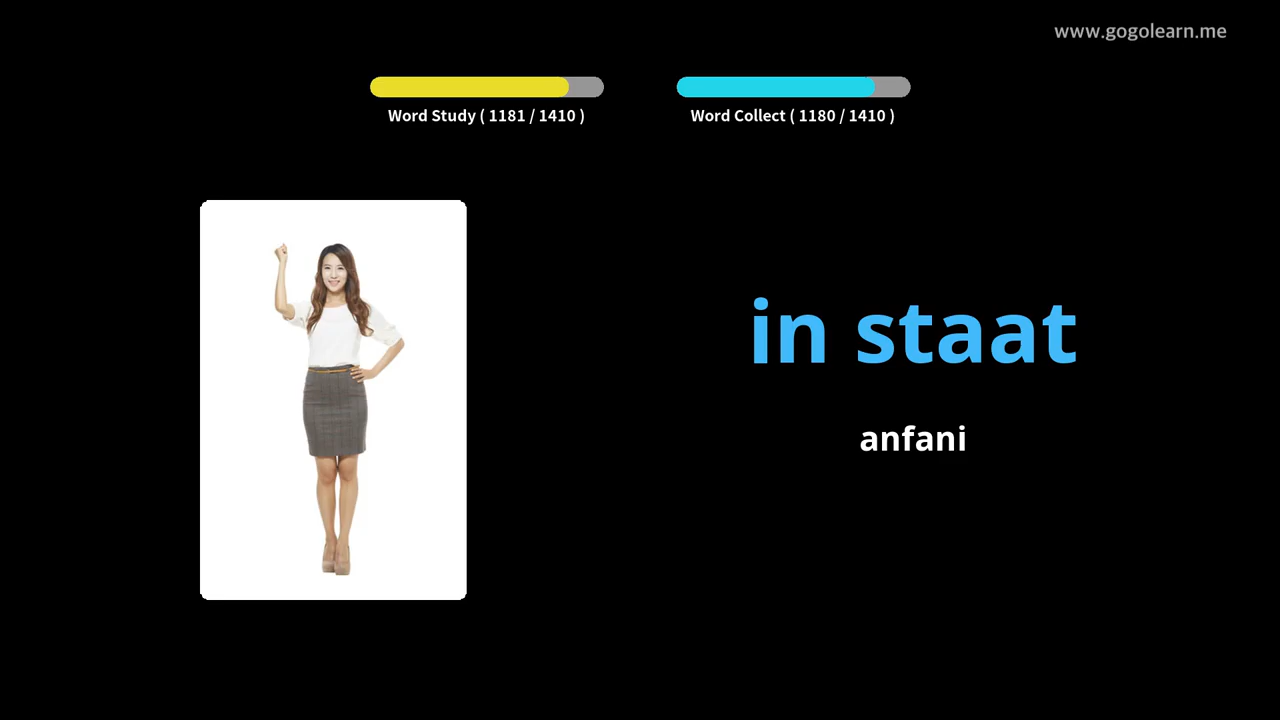 www.gogolearn.me
Word Study ( 1181 / 1410 )
Word Collect ( 1180 / 1410 )
in staat
anfani